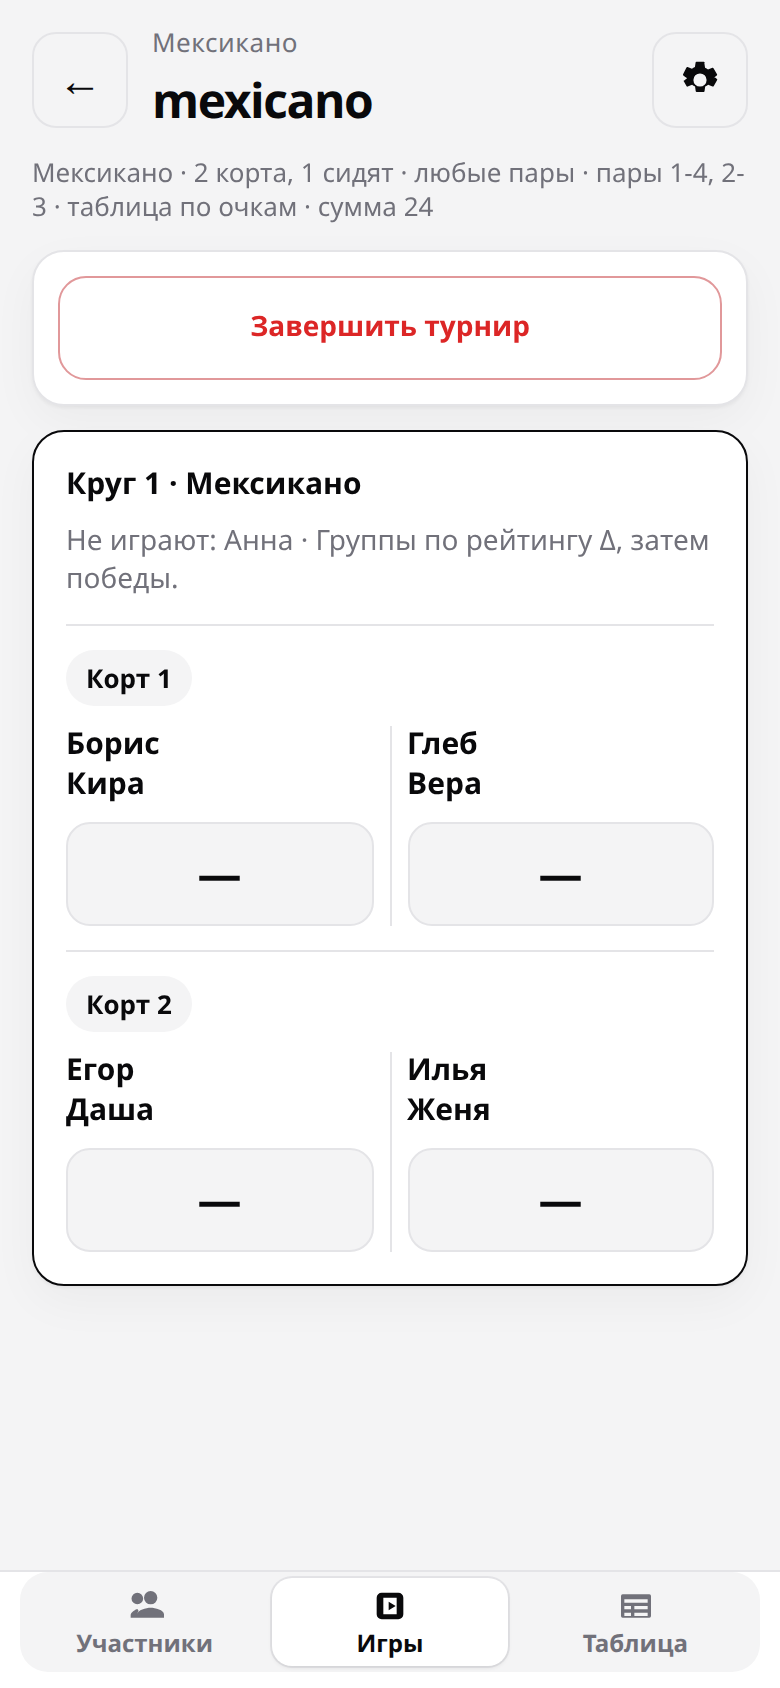 ←
Мексикано
mexicano
Мексикано · 2 корта, 1 сидят · любые пары · пары 1-4, 2-
3 · таблица по очкам · сумма 24
Завершить турнир
Круг 1 · Мексикано
Не играют: Анна · Группы по рейтингу Δ, затем
победы.
Корт 1
Борис
Кира
—
Глеб
Вера
—
Корт 2
Егор
Даша
—
Илья
Женя
—
Участники
Игры
Таблица